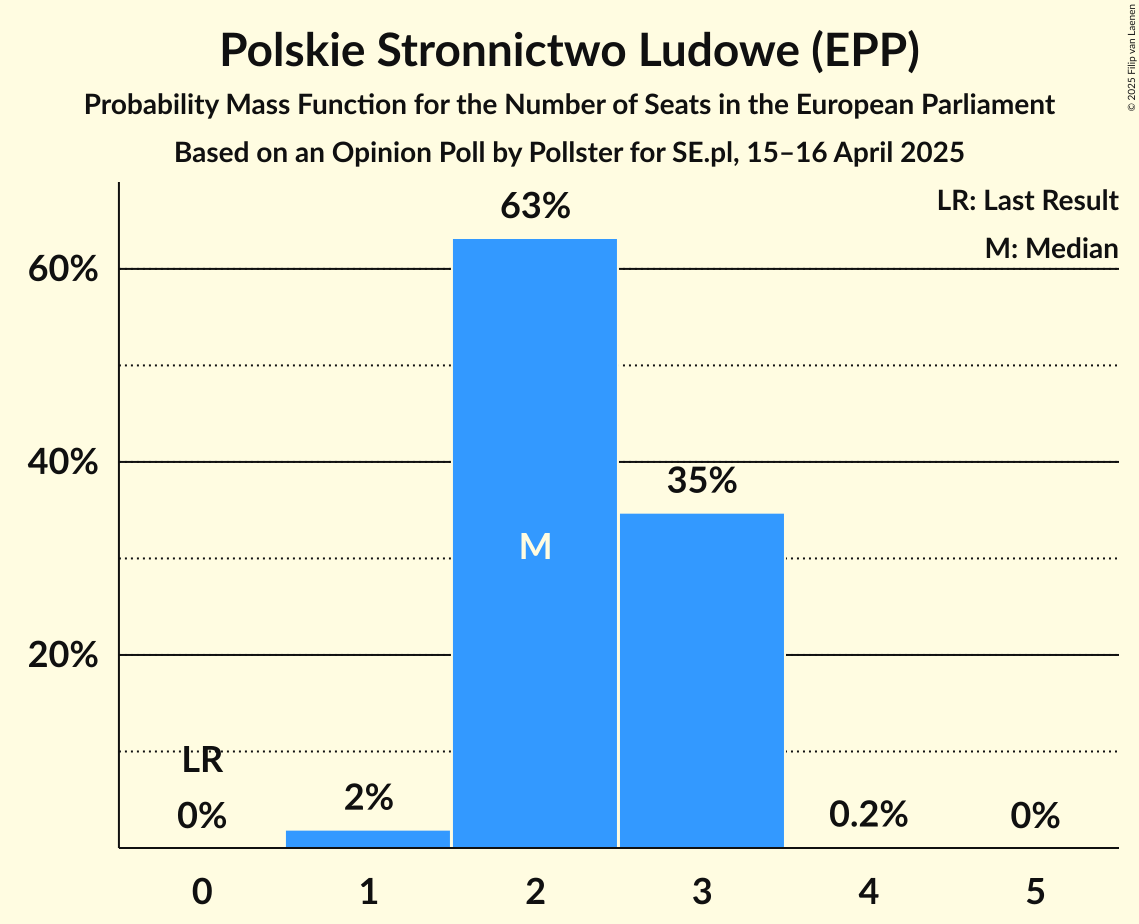 Polskie Stronnictwo Ludowe (EPP)
Probability Mass Function for the Number of Seats in the European Parliament
Based on an Opinion Poll by Pollster for SE.pl, 15–16 April 2025
© 2025 Filip van Laenen
LR: Last Result
M: Median
63%
60%
40%
35%
M
20%
LR
0%
2%
0.2%
0%
0 1 2 3 4 5